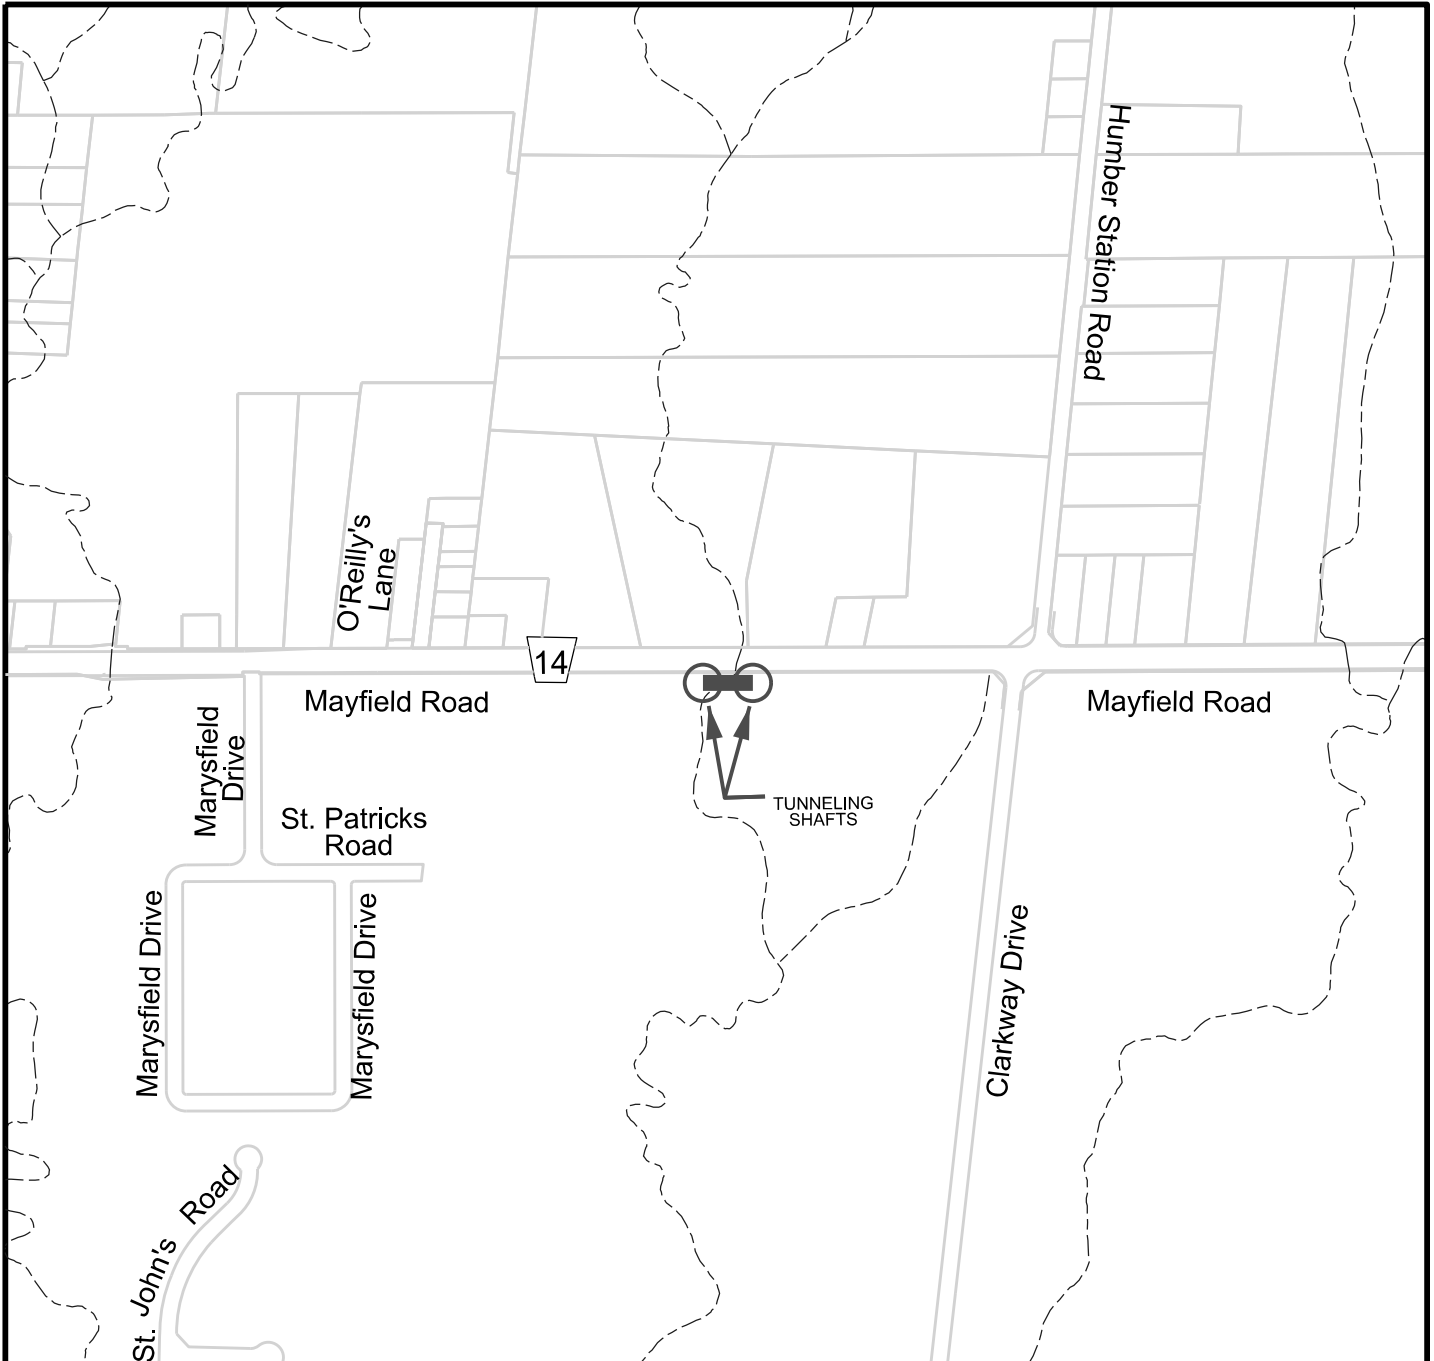 Humber Station Road
O'Reilly's
Lane
14
Mayfield Road
Mayfield Road
Marysfield
Drive
TUNNELING
SHAFTS
St. Patricks
Road
Marysfield Drive
Marysfield Drive
Clarkway Drive
St. John's Road